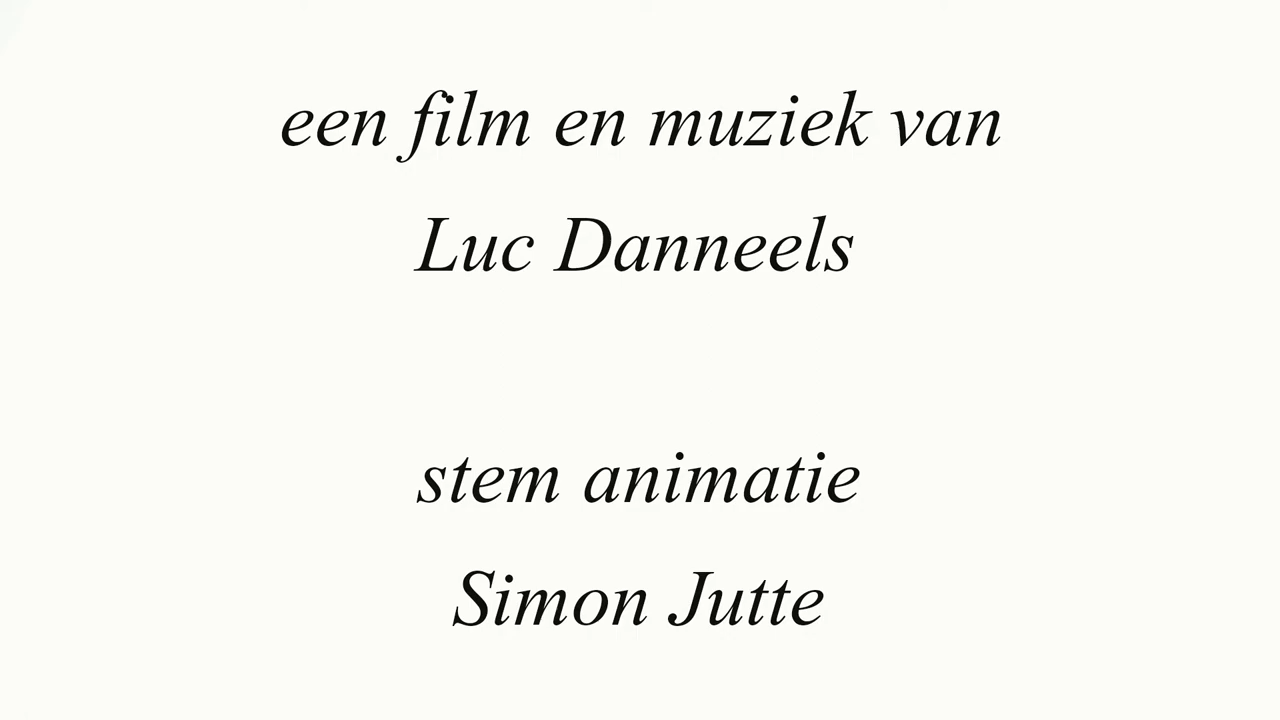 een film en muziek van
Luc Danneels
stem animatie
Simon Jutte